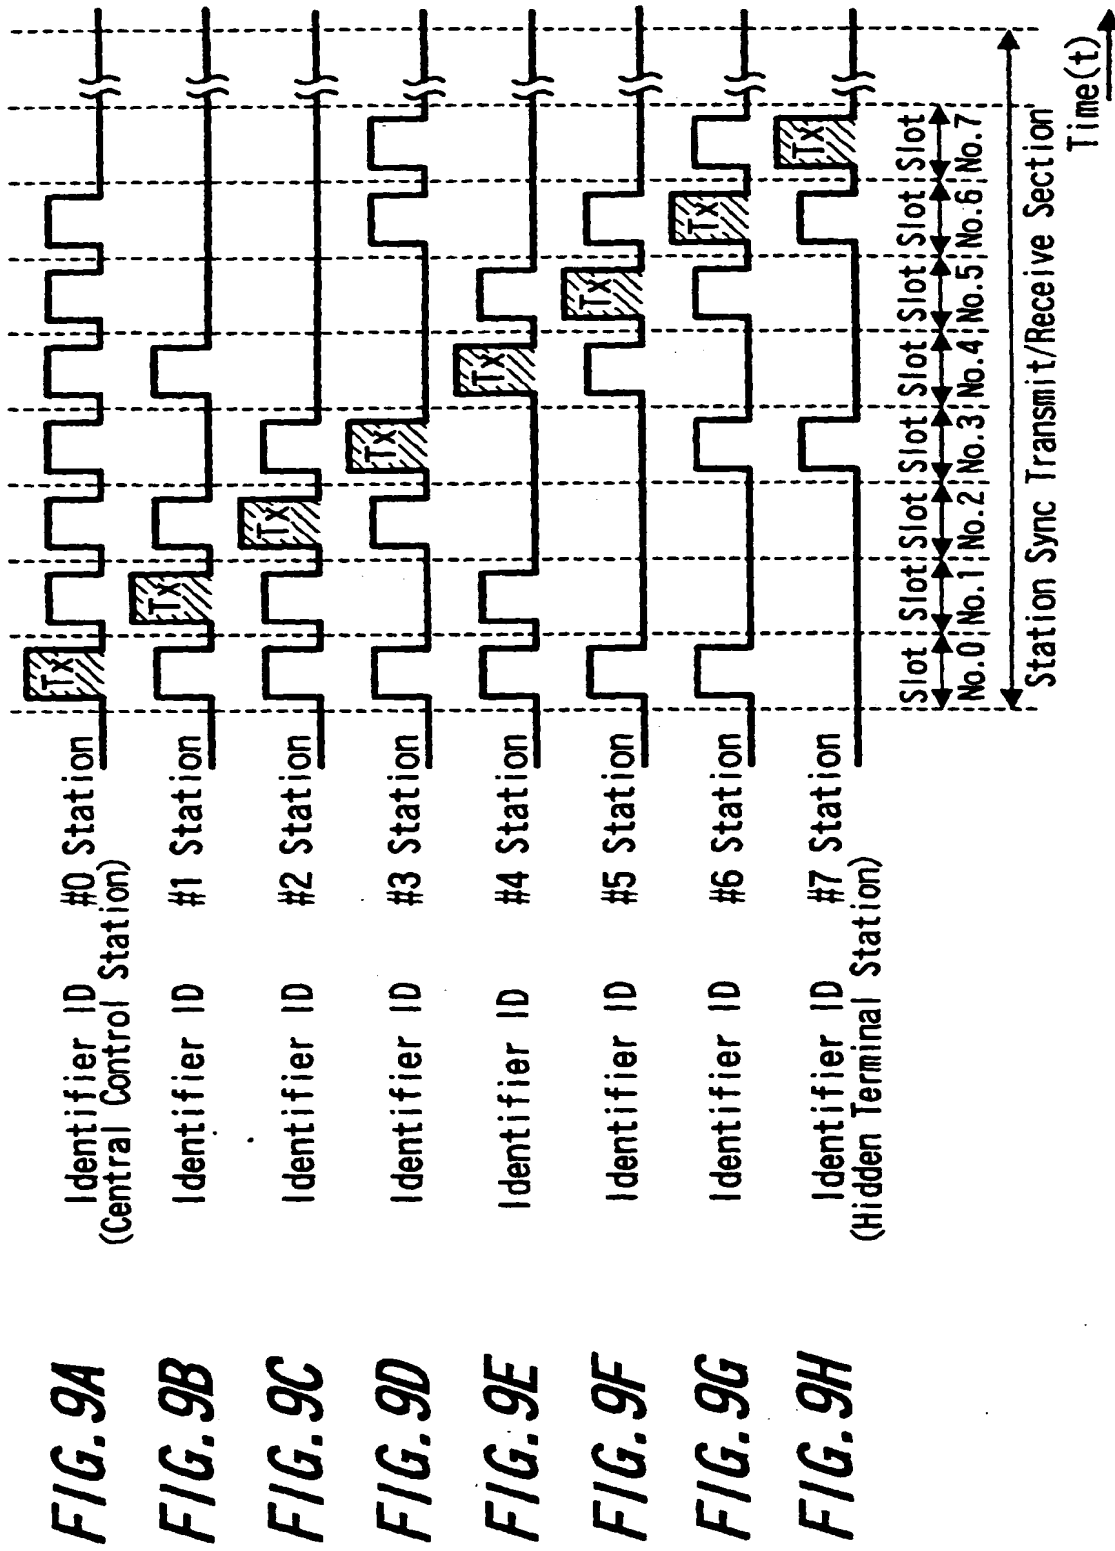 FIG. 9A Identifier ID #0 Station TX
(Central Control Station)
FIG. 9B Identifier ID #1 Station TX
FIG. 9C Identifier ID #2 Station TX
FIG. 9D Identifier ID #3 Station TX
FIG. 9E Identifier ID #4 Station TX
FIG. 9F Identifier ID #5 Station TX
FIG. 9G Identifier ID #6 Station TX
FIG. 9H Identifier ID #7 Station TX
(Hidden Terminal Station)
Slot Slot Slot Slot Slot Slot Slot Slot
No.0 No.1 No.2 No.3 No.4 No.5 No.6 No.7
Station Sync Transmit/Receive Section
Time(t)